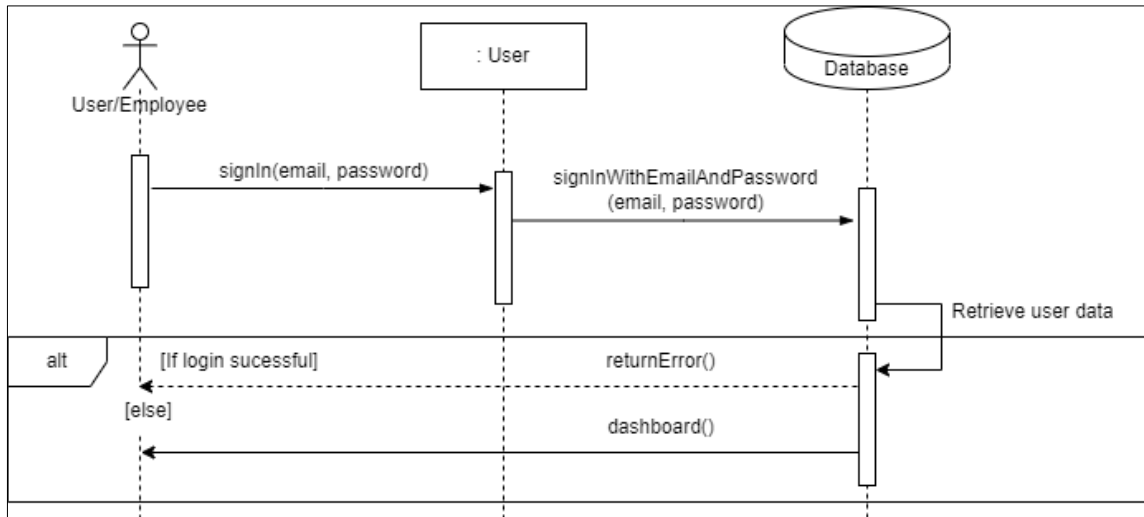 User/Employee
: User
Database
signIn(email, password)
signInWithEmailAndPassword
(email, password)
Retrieve user data
alt
[If login sucessful]
returnError()
[else]
dashboard()